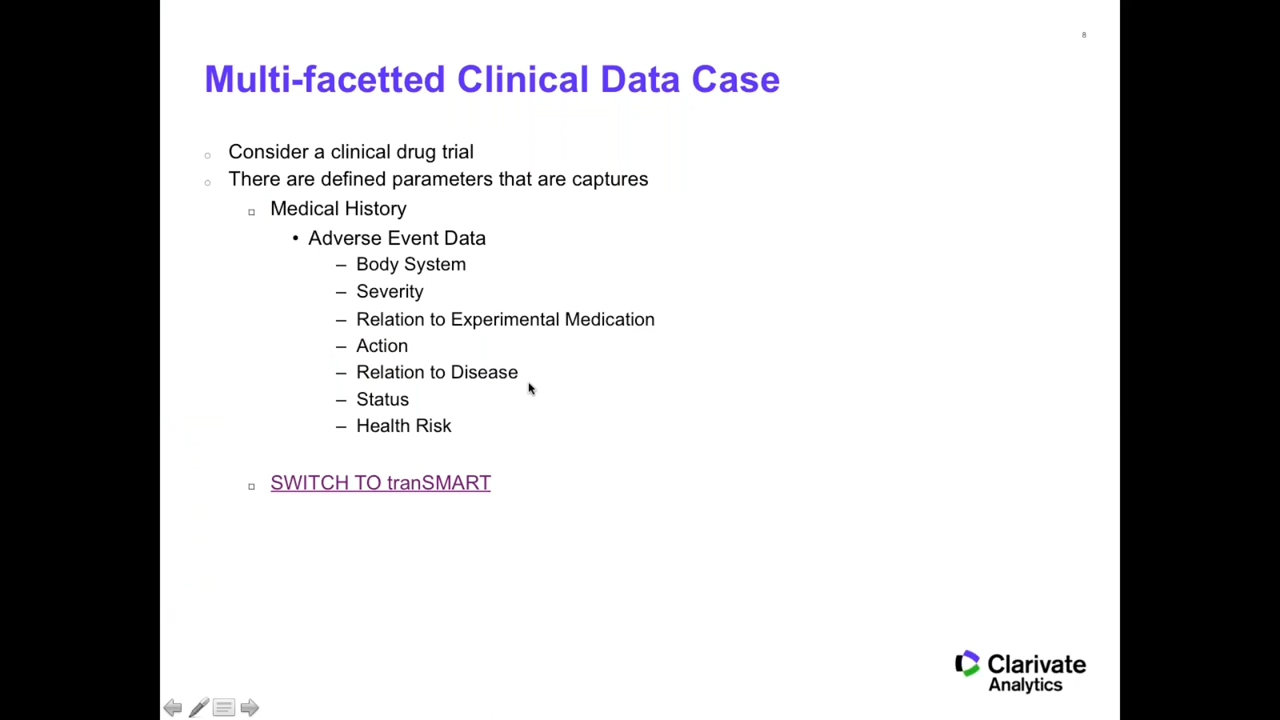 8
Multi-facetted Clinical Data Case
○ Consider a clinical drug trial
○ There are defined parameters that are captures
□ Medical History
• Adverse Event Data
– Body System
– Severity
– Relation to Experimental Medication
– Action
– Relation to Disease
– Status
– Health Risk
□ SWITCH TO tranSMART
Clarivate
Analytics